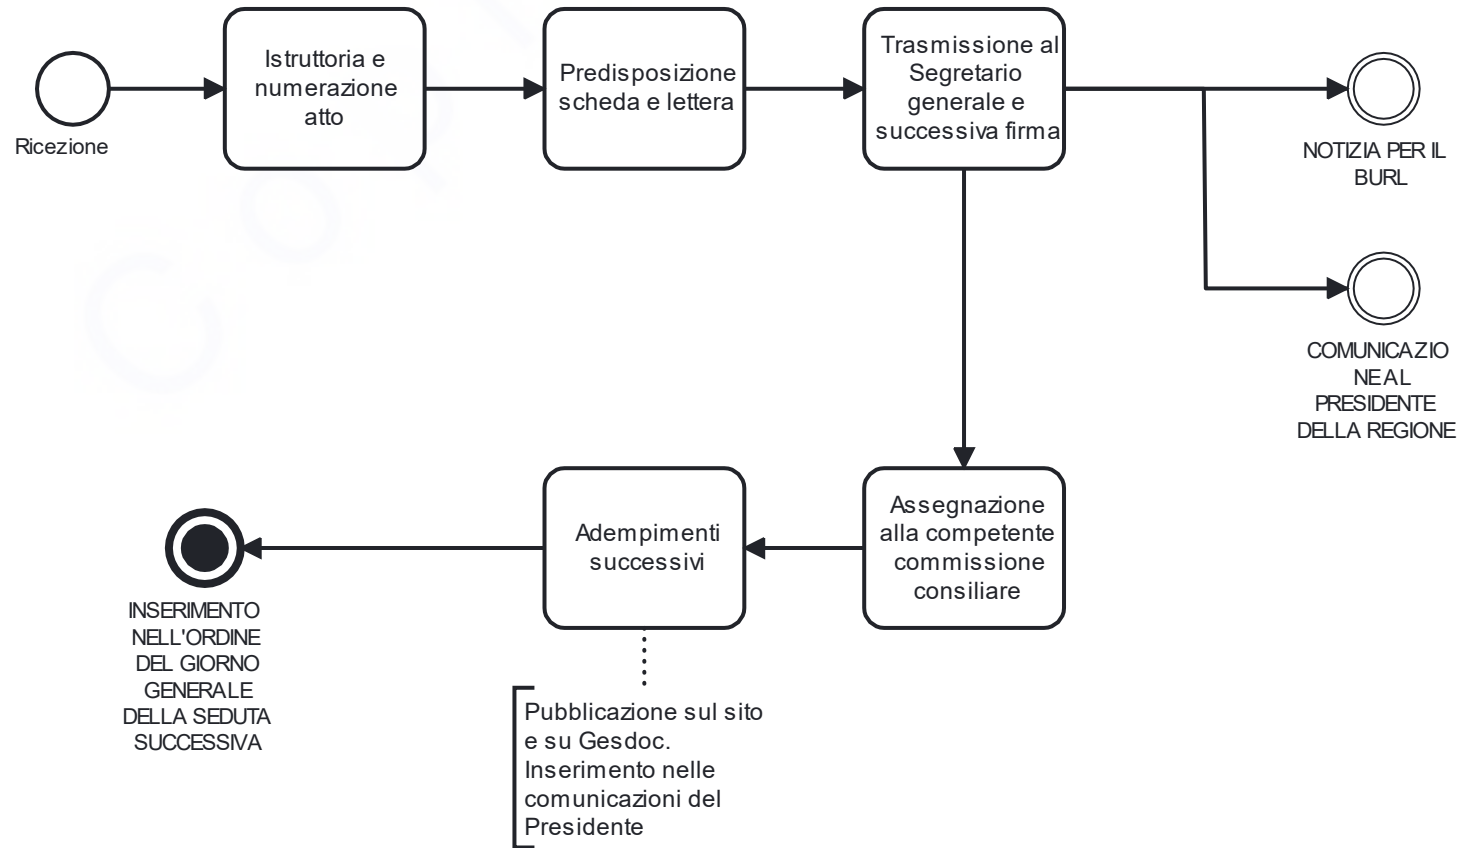 Ricezione
Istruttoria e
numerazione
atto
Predisposizione
scheda e lettera
Trasmissione al
Segretario
generale e
successiva firma
NOTIZIA PER IL
BURL
COMUNICAZIO
NE AL
PRESIDENTE
DELLA REGIONE
Assegnazione
alla competente
commissione
consiliare
Adempimenti
successivi
INSERIMENTO
NELL'ORDINE
DEL GIORNO
GENERALE
DELLA SEDUTA
SUCCESSIVA
Pubblicazione sul sito
e su Gesdoc.
Inserimento nelle
comunicazioni del
Presidente